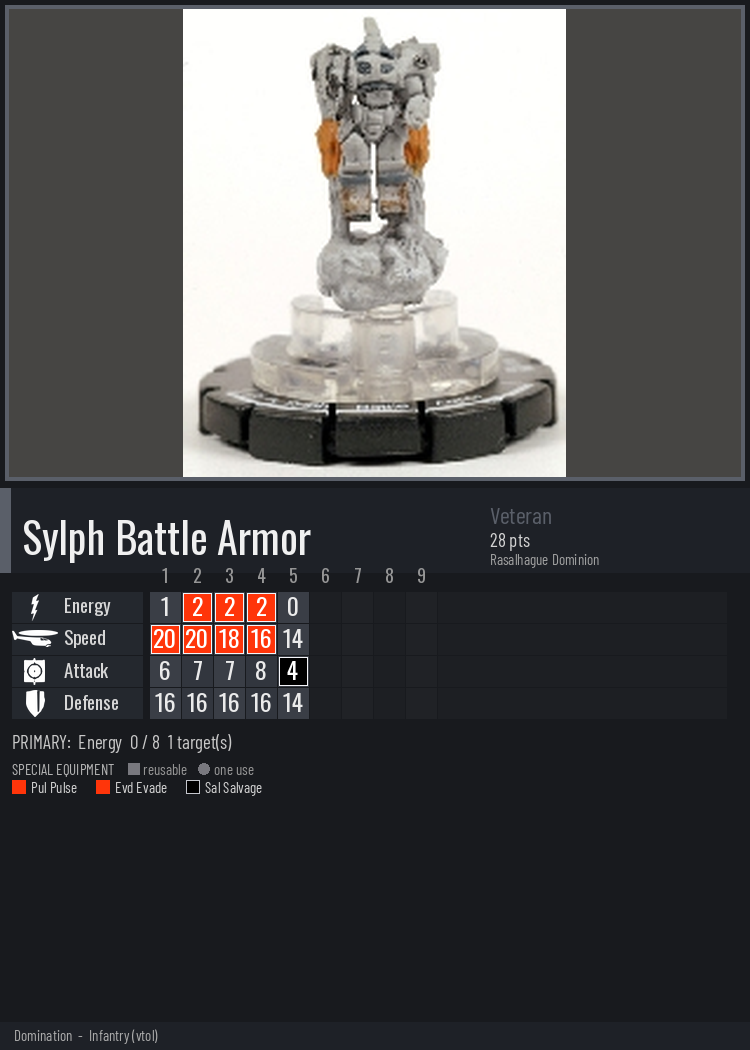 Sylph Battle Armor
Veteran
28 pts
Rasalhague Dominion
1 2 3 4 5 6 7 8 9
Energy 1 2 2 2 0
Speed 20 20 18 16 14
Attack 6 7 7 8 4
Defense 16 16 16 16 14
PRIMARY: Energy 0 / 8 1 target(s)
SPECIAL EQUIPMENT reusable one use
Pul Pulse Evd Evade Sal Salvage
Domination - Infantry (vtol)